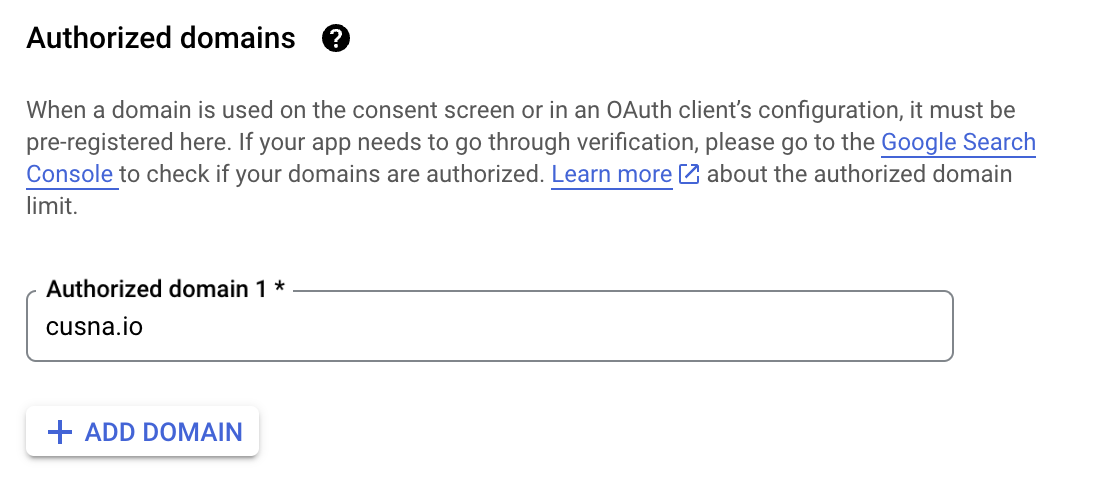 Authorized domains ?
When a domain is used on the consent screen or in an OAuth client’s configuration, it must be
pre-registered here. If your app needs to go through verification, please go to the Google Search
Console to check if your domains are authorized. Learn more about the authorized domain
limit.
Authorized domain 1 *
cusna.io
+ ADD DOMAIN